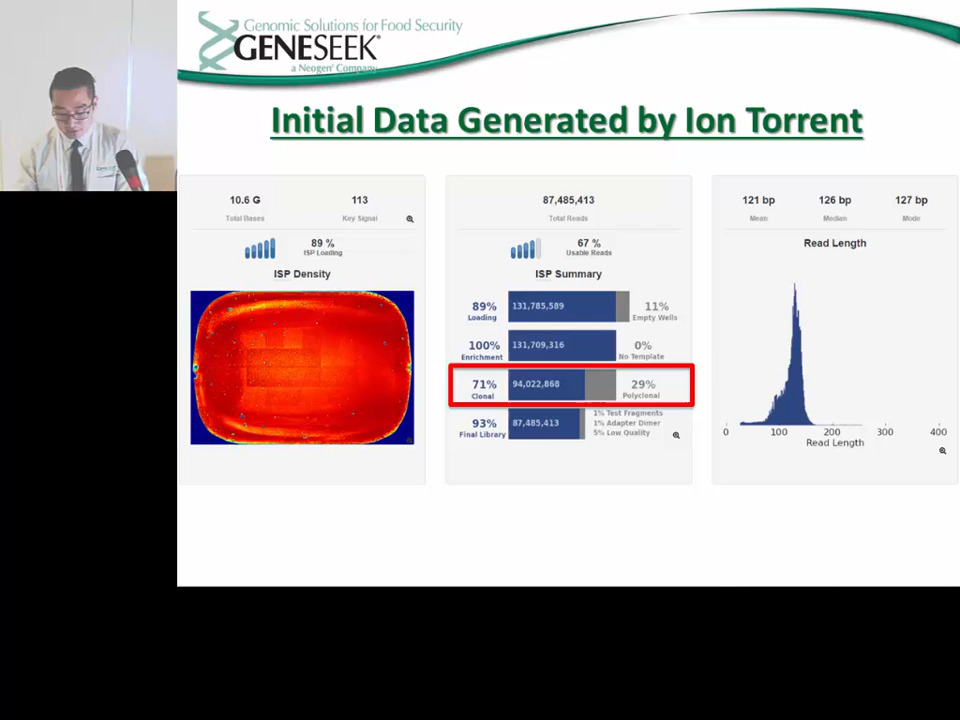 Genomic Solutions for Food Security
GENESEEK®
a Neogen® Company
Initial Data Generated by Ion Torrent
10.6 G
113
Total Bases
Key Signal
89 %
ISP Loading
ISP Density
87,485,413
Total Reads
67 %
Usable Reads
ISP Summary
89%
131,785,589
11%
Loading
Empty Wells
100%
131,709,316
0%
Enrichment
No Template
71%
94,022,868
29%
Clonal
Polyclonal
93%
87,485,413
1% Test Fragments
1% Adapter Dimer
Final Library
5% Low Quality
121 bp
126 bp
127 bp
Mean
Median
Mode
Read Length
0
100
200
300
400
Read Length